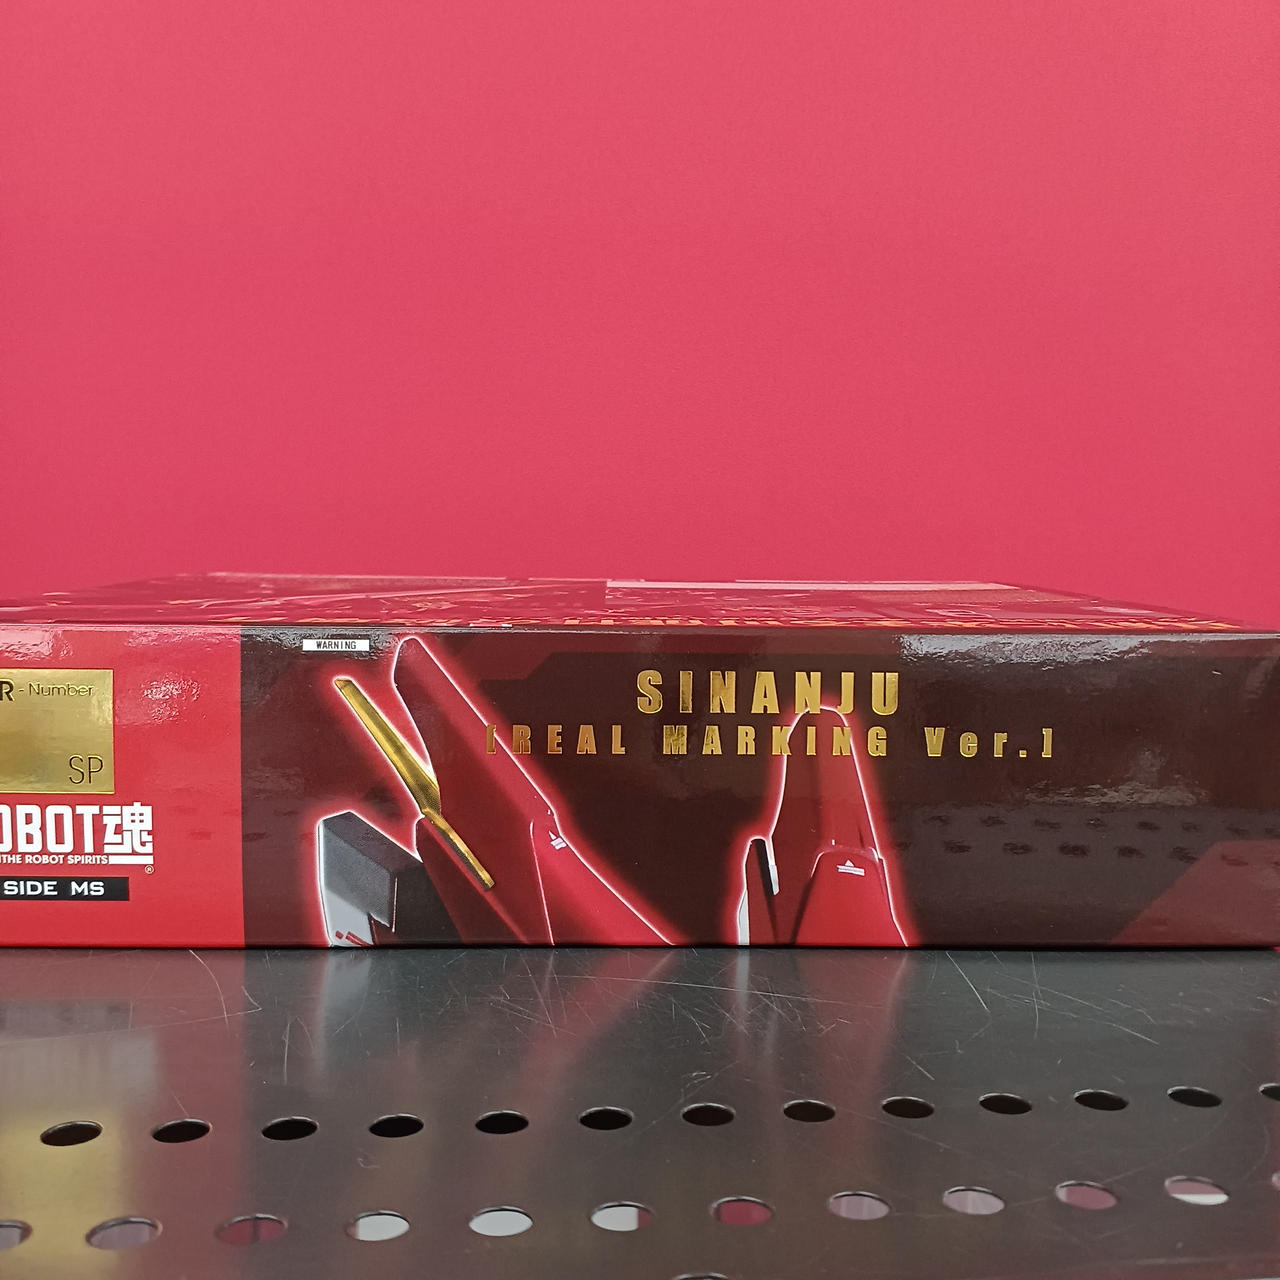 R - Number
SP
OBOT魂
THE ROBOT SPIRITS
SIDE MS
WARNING
SINANJU
[REAL MARKING Ver.]